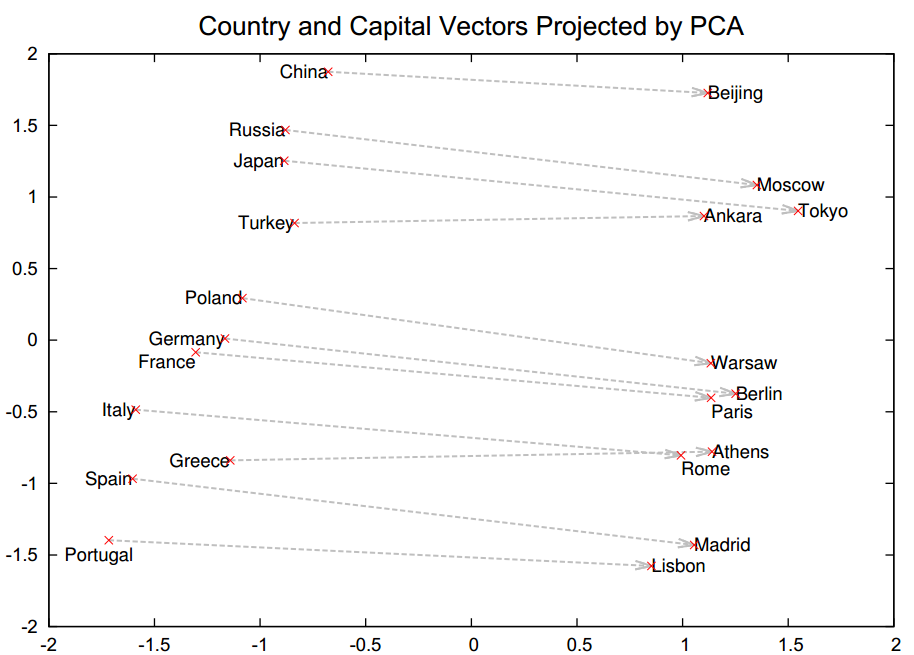 Country and Capital Vectors Projected by PCA
2
China
Beijing
1.5
Russia
Japan
Moscow
1
Tokyo
Turkey
Ankara
0.5
Poland
Germany
0
France
Warsaw
Berlin
-0.5
Italy
Paris
Athens
Greece
Rome
-1
Spain
Madrid
-1.5
Portugal
Lisbon
-2
-2
-1.5
-1
-0.5
0
0.5
1
1.5
2